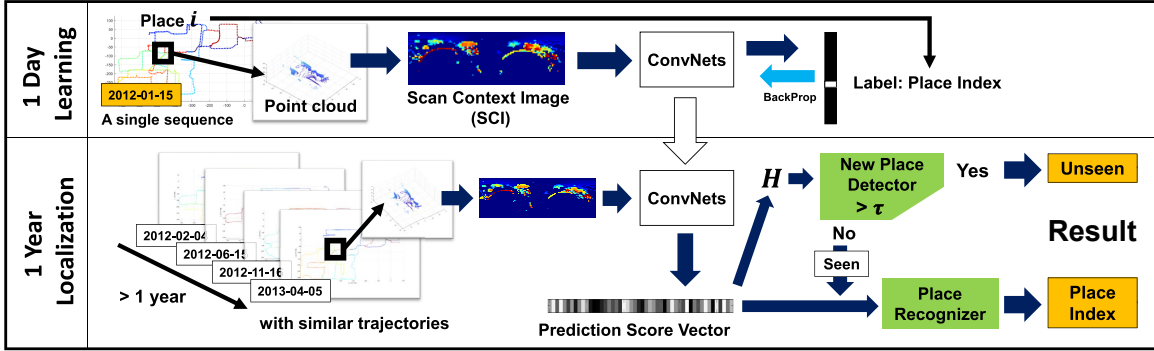 1 Day
Learning
Place i
2012-01-15
A single sequence
Point cloud
Scan Context Image
(SCI)
ConvNets
BackProp
Label: Place Index
1 Year
Localization
2012-02-04
2012-06-15
2012-11-16
2013-04-05
> 1 year
with similar trajectories
ConvNets
Prediction Score Vector
H
New Place
Detector
> τ
Yes
Unseen
No
Seen
Result
Place
Recognizer
Place
Index